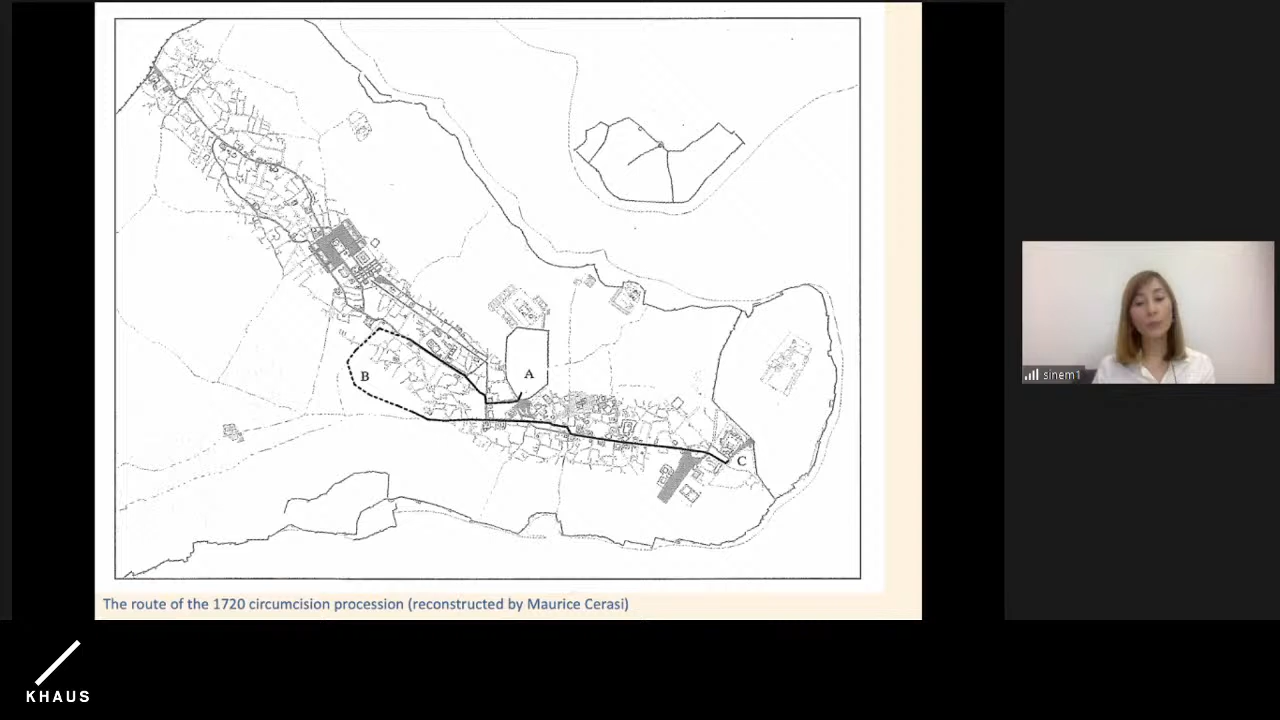 A
B
C
The route of the 1720 circumcision procession (reconstructed by Maurice Cerasi)
sinem1
KHAUS